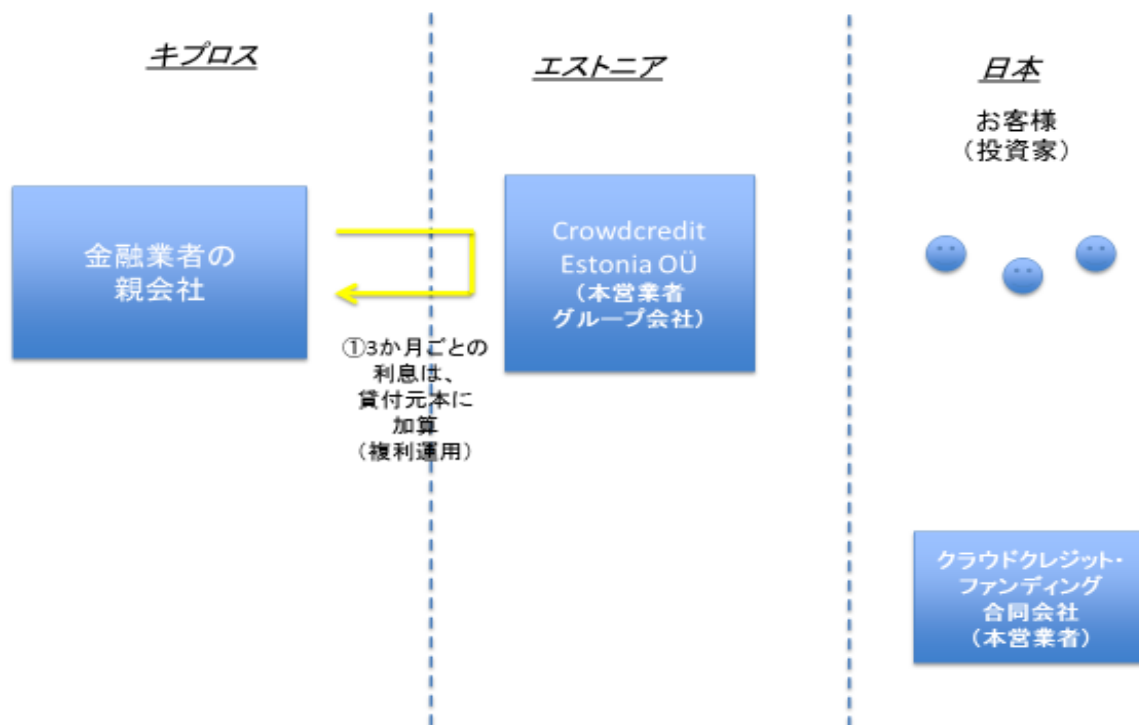 キプロス
エストニア
日本
お客様
（投資家）
金融業者の
親会社
Crowdcredit
Estonia OÜ
（本営業者
グループ会社）
①3か月ごとの
利息は、
貸付元本に
加算
（複利運用）
クラウドクレジット・
ファンディング
合同会社
（本営業者）